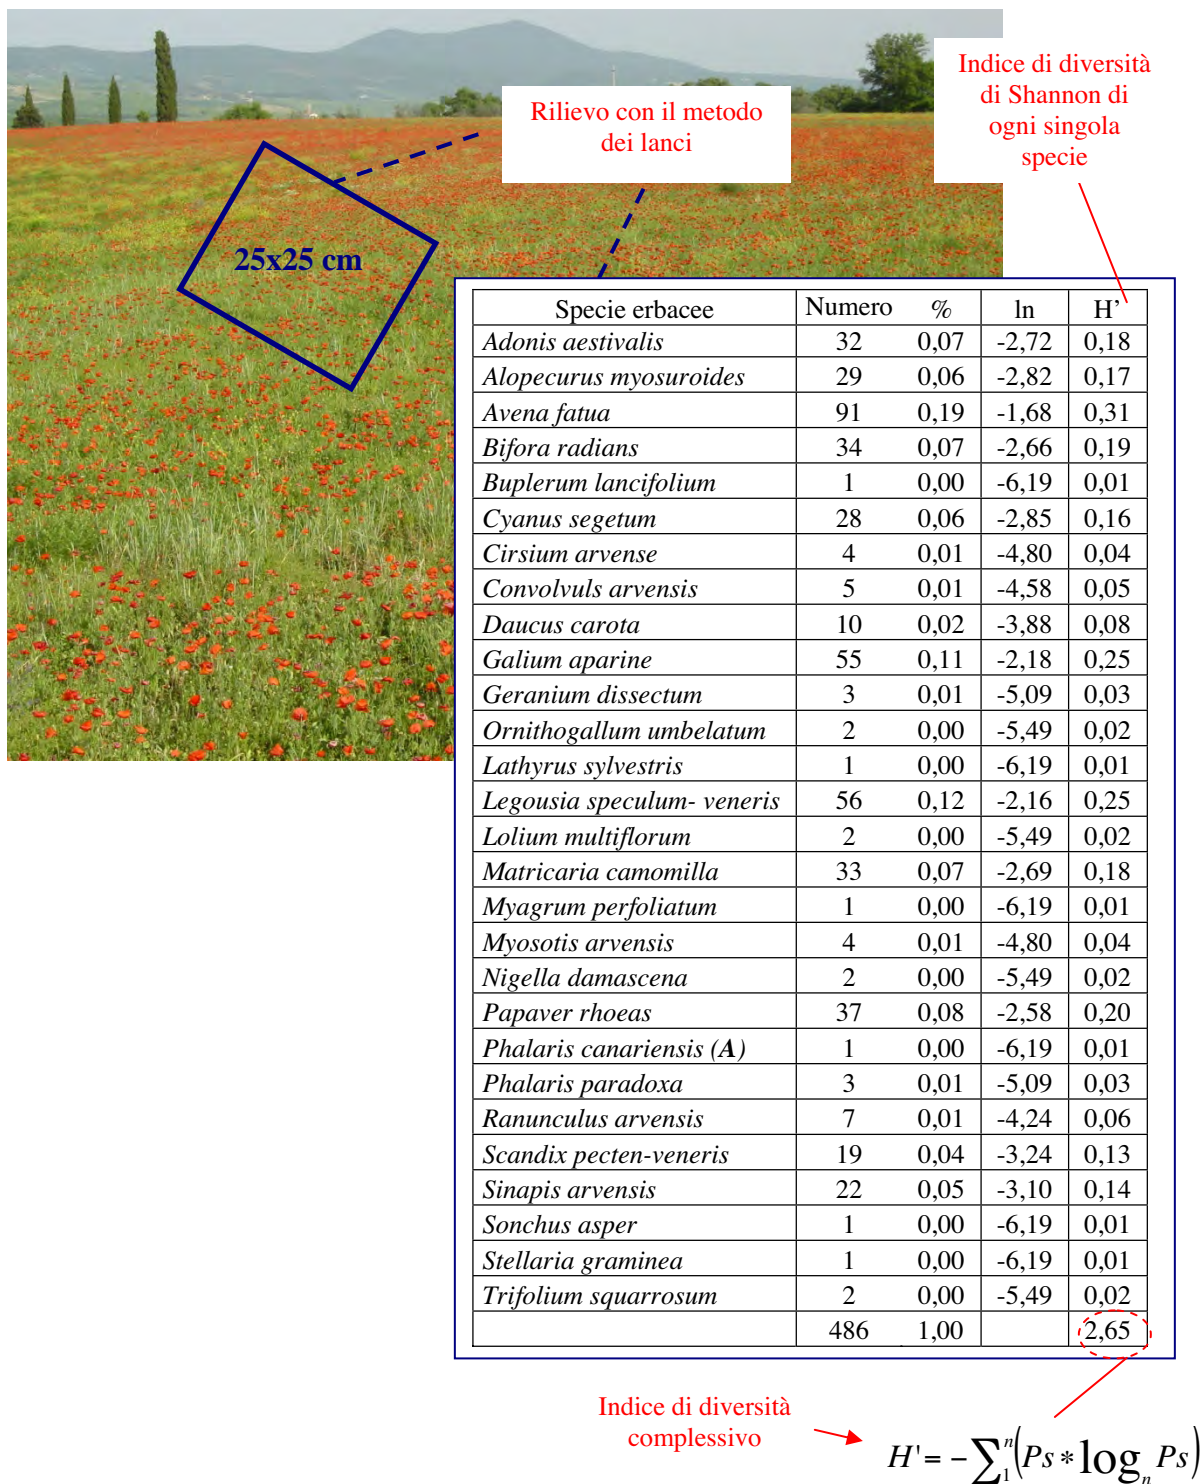 Indice di diversità
di Shannon di
ogni singola
specie
Rilievo con il metodo
dei lanci
25x25 cm
Specie erbacee Numero % ln H’
Adonis aestivalis 32 0,07 -2,72 0,18
Alopecurus myosuroides 29 0,06 -2,82 0,17
Avena fatua 91 0,19 -1,68 0,31
Bifora radians 34 0,07 -2,66 0,19
Buplerum lancifolium 1 0,00 -6,19 0,01
Cyanus segetum 28 0,06 -2,85 0,16
Cirsium arvense 4 0,01 -4,80 0,04
Convolvuls arvensis 5 0,01 -4,58 0,05
Daucus carota 10 0,02 -3,88 0,08
Galium aparine 55 0,11 -2,18 0,25
Geranium dissectum 3 0,01 -5,09 0,03
Ornithogallum umbelatum 2 0,00 -5,49 0,02
Lathyrus sylvestris 1 0,00 -6,19 0,01
Legousia speculum- veneris 56 0,12 -2,16 0,25
Lolium multiflorum 2 0,00 -5,49 0,02
Matricaria camomilla 33 0,07 -2,69 0,18
Myagrum perfoliatum 1 0,00 -6,19 0,01
Myosotis arvensis 4 0,01 -4,80 0,04
Nigella damascena 2 0,00 -5,49 0,02
Papaver rhoeas 37 0,08 -2,58 0,20
Phalaris canariensis (A) 1 0,00 -6,19 0,01
Phalaris paradoxa 3 0,01 -5,09 0,03
Ranunculus arvensis 7 0,01 -4,24 0,06
Scandix pecten-veneris 19 0,04 -3,24 0,13
Sinapis arvensis 22 0,05 -3,10 0,14
Sonchus asper 1 0,00 -6,19 0,01
Stellaria graminea 1 0,00 -6,19 0,01
Trifolium squarrosum 2 0,00 -5,49 0,02
486 1,00 2,65
Indice di diversità
complessivo
H'= -∑₁ⁿ(Ps * logₙ Ps)